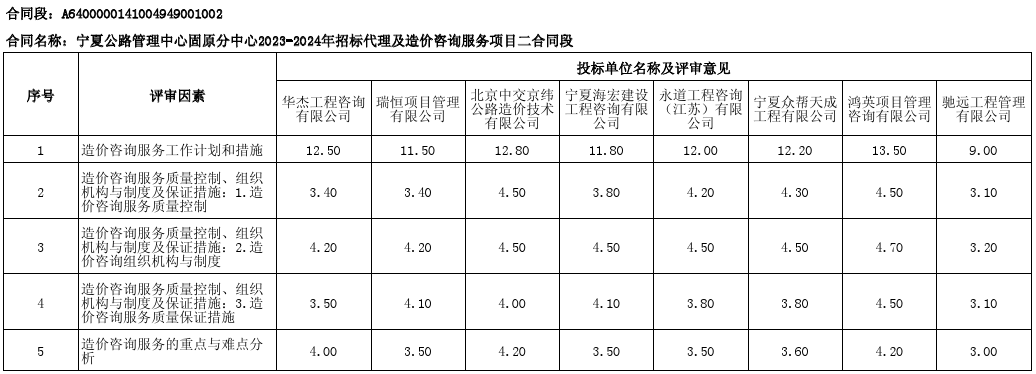 合同段：A6400000141004949001002
合同名称：宁夏公路管理中心固原分中心2023-2024年招标代理及造价咨询服务项目二合同段
序号
评审因素
投标单位名称及评审意见
华杰工程咨询
有限公司
瑞恒项目管理
有限公司
北京中交京纬
公路造价技术
有限公司
宁夏海宏建设
工程咨询有限
公司
永道工程咨询
（江苏）有限
公司
宁夏众帮天成
工程有限公司
鸿英项目管理
咨询有限公司
驰远工程管理
有限公司
1 造价咨询服务工作计划和措施 12.50 11.50 12.80 11.80 12.00 12.20 13.50 9.00
造价咨询服务质量控制、组织
2 机构与制度及保证措施：1.造 3.40 3.40 4.50 3.80 4.20 4.30 4.50 3.10
价咨询服务质量控制
造价咨询服务质量控制、组织
3 机构与制度及保证措施：2.造 4.20 4.20 4.50 4.50 4.50 4.50 4.70 3.20
价咨询组织机构与制度
造价咨询服务质量控制、组织
4 机构与制度及保证措施：3.造 3.50 4.10 4.00 4.10 3.80 3.80 4.50 3.10
价咨询服务质量保证措施
造价咨询服务的重点与难点分
5 析 4.00 3.50 4.20 3.50 3.50 3.60 4.20 3.00